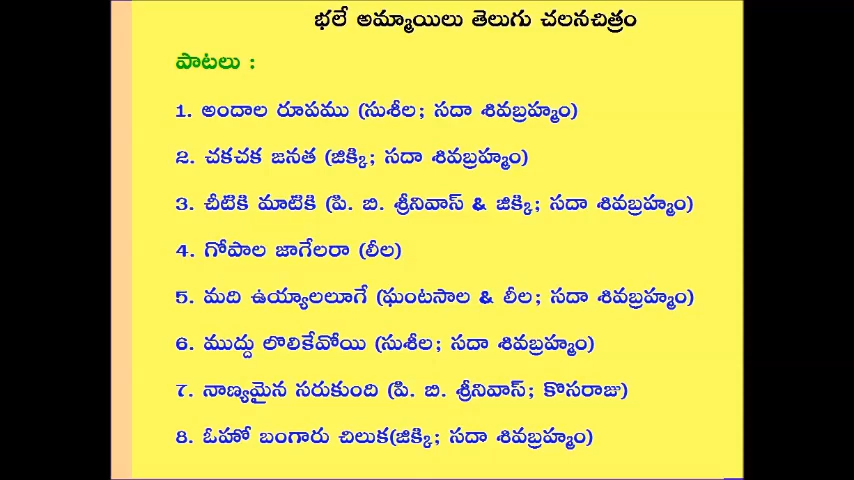 భలే అమ్మాయిలు తెలుగు చలనచిత్రం
పాటలు :
1. అందాల రూపము (సుశీల; సదా శివబ్రహ్మం)
2. చకచక జనత (జిక్కి; సదా శివబ్రహ్మం)
3. చీటికి మాటికి (పి. బి. శ్రీనివాస్ & జిక్కి; సదా శివబ్రహ్మం)
4. గోపాల జాగేలరా (లీల)
5. మది ఉయ్యాలలూగే (ఘంటసాల & లీల; సదా శివబ్రహ్మం)
6. ముద్దు లొలికేవోయి (సుశీల; సదా శివబ్రహ్మం)
7. నాణ్యమైన సరుకుంది (పి. బి. శ్రీనివాస్; కొసరాజు)
8. ఓహో బంగారు చిలుక(జిక్కి; సదా శివబ్రహ్మం)